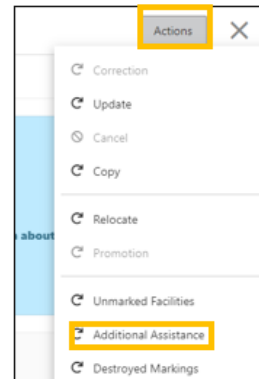 Actions
Correction
Update
Cancel
Copy
Relocate
about
Promotion
Unmarked Facilities
Additional Assistance
Destroyed Markings